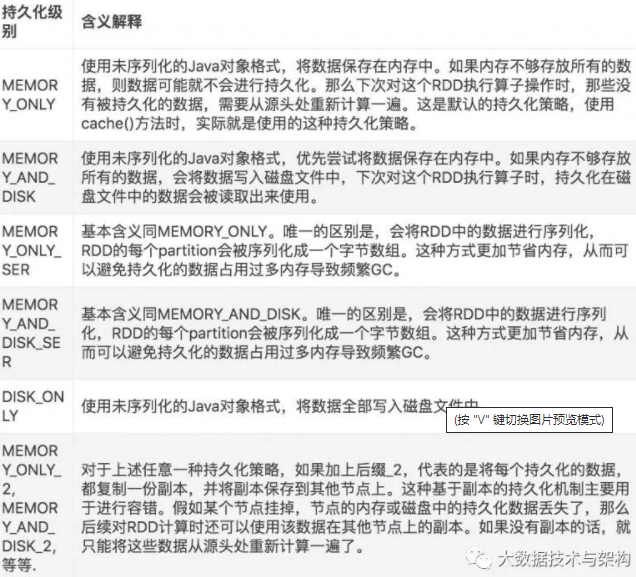 持久化级
别
含义解释
MEMOR
Y_ONLY
使用未序列化的Java对象格式，将数据保存在内存中。如果内存不够存放所有的数
据，则数据可能就不会进行持久化。那么下次对这个RDD执行算子操作时，那些没
有被持久化的数据，需要从源头处重新计算一遍。这是默认的持久化策略，使用
cache()方法时，实际就是使用的这种持久化策略。
MEMOR
Y_AND_
DISK
使用未序列化的Java对象格式，优先尝试将数据保存在内存中。如果内存不够存放
所有的数据，会将数据写入磁盘文件中，下次对这个RDD执行算子时，持久化在磁
盘文件中的数据会被读取出来使用。
MEMOR
Y_ONLY
_SER
基本含义同MEMORY_ONLY。唯一的区别是，会将RDD中的数据进行序列化，
RDD的每个partition会被序列化成一个字节数组。这种方式更加节省内存，从而可
以避免持久化的数据占用过多内存导致频繁GC。
MEMOR
Y_AND_
DISK_SE
R
基本含义同MEMORY_AND_DISK。唯一的区别是，会将RDD中的数据进行序列
化，RDD的每个partition会被序列化成一个字节数组。这种方式更加节省内存，从
而可以避免持久化的数据占用过多内存导致频繁GC。
DISK_ON
LY
使用未序列化的Java对象格式，将数据全部写入磁盘文件中
(按 "V" 键切换图片预览模式)
MEMOR
Y_ONLY_
2,
MEMOR
Y_AND_
DISK_2,
等等.
对于上述任意一种持久化策略，如果加上后缀_2，代表的是将每个持久化的数据，
都复制一份副本，并将副本保存到其他节点上。这种基于副本的持久化机制主要用
于进行容错。假如某个节点挂掉，节点的内存或磁盘中的持久化数据丢失了，那么
后续对RDD计算时还可以使用该数据在其他节点上的副本。如果没有副本的话，就
只能将这些数据从源头处重新计算一遍了。
大数据技术与架构